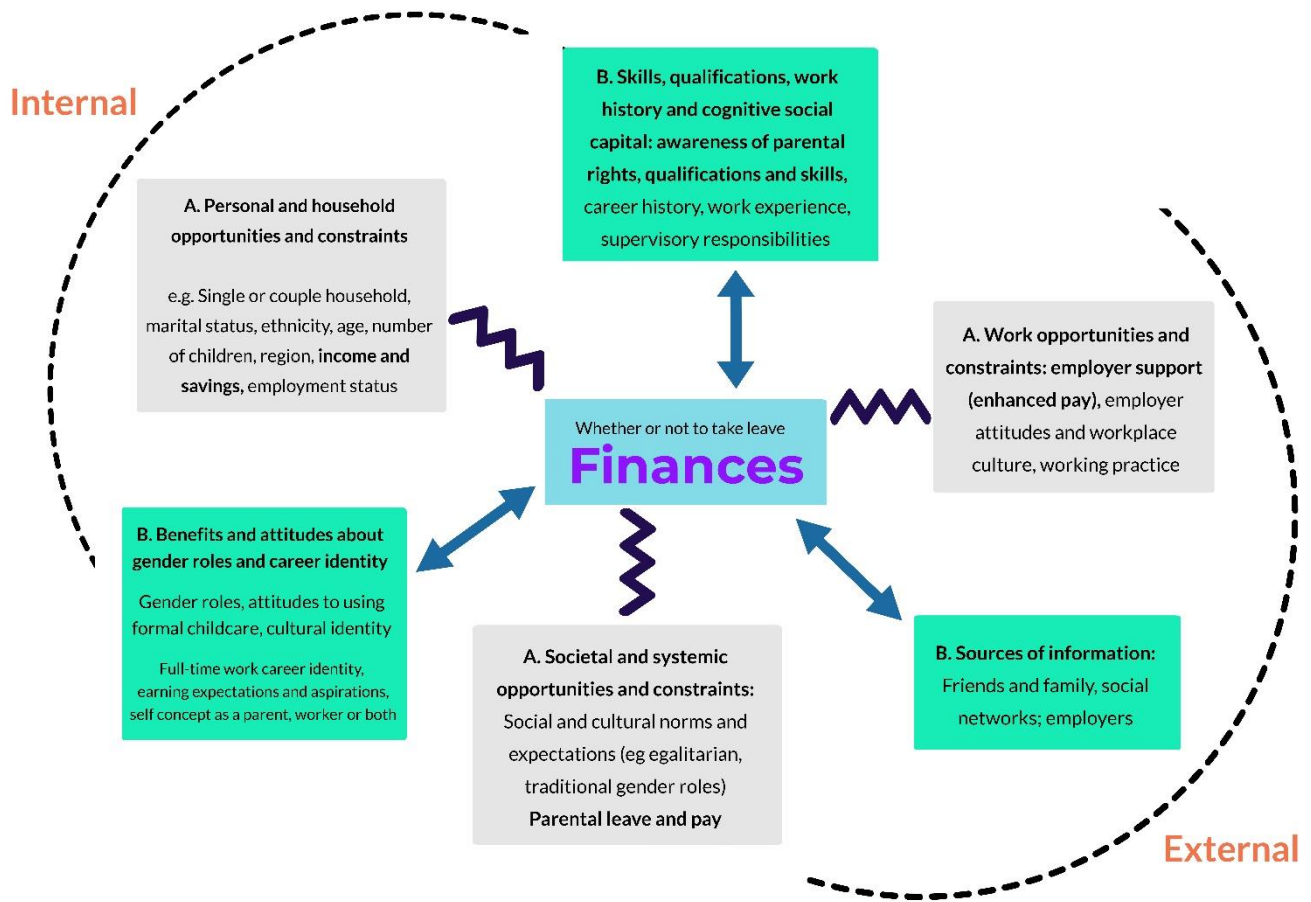 Internal
B. Skills, qualifications, work
history and cognitive social
capital: awareness of parental
rights, qualifications and skills,
career history, work experience,
supervisory responsibilities
A. Personal and household
opportunities and constraints
e.g. Single or couple household,
marital status, ethnicity, age, number
of children, region, income and
savings, employment status
A. Work opportunities and
constraints: employer support
(enhanced pay), employer
attitudes and workplace
culture, working practice
Whether or not to take leave
Finances
B. Benefits and attitudes about
gender roles and career identity
Gender roles, attitudes to using
formal childcare, cultural identity
Full-time work career identity,
earning expectations and aspirations,
self concept as a parent, worker or both
A. Societal and systemic
opportunities and constraints:
Social and cultural norms and
expectations (eg egalitarian,
traditional gender roles)
Parental leave and pay
B. Sources of information:
Friends and family, social
networks; employers
External